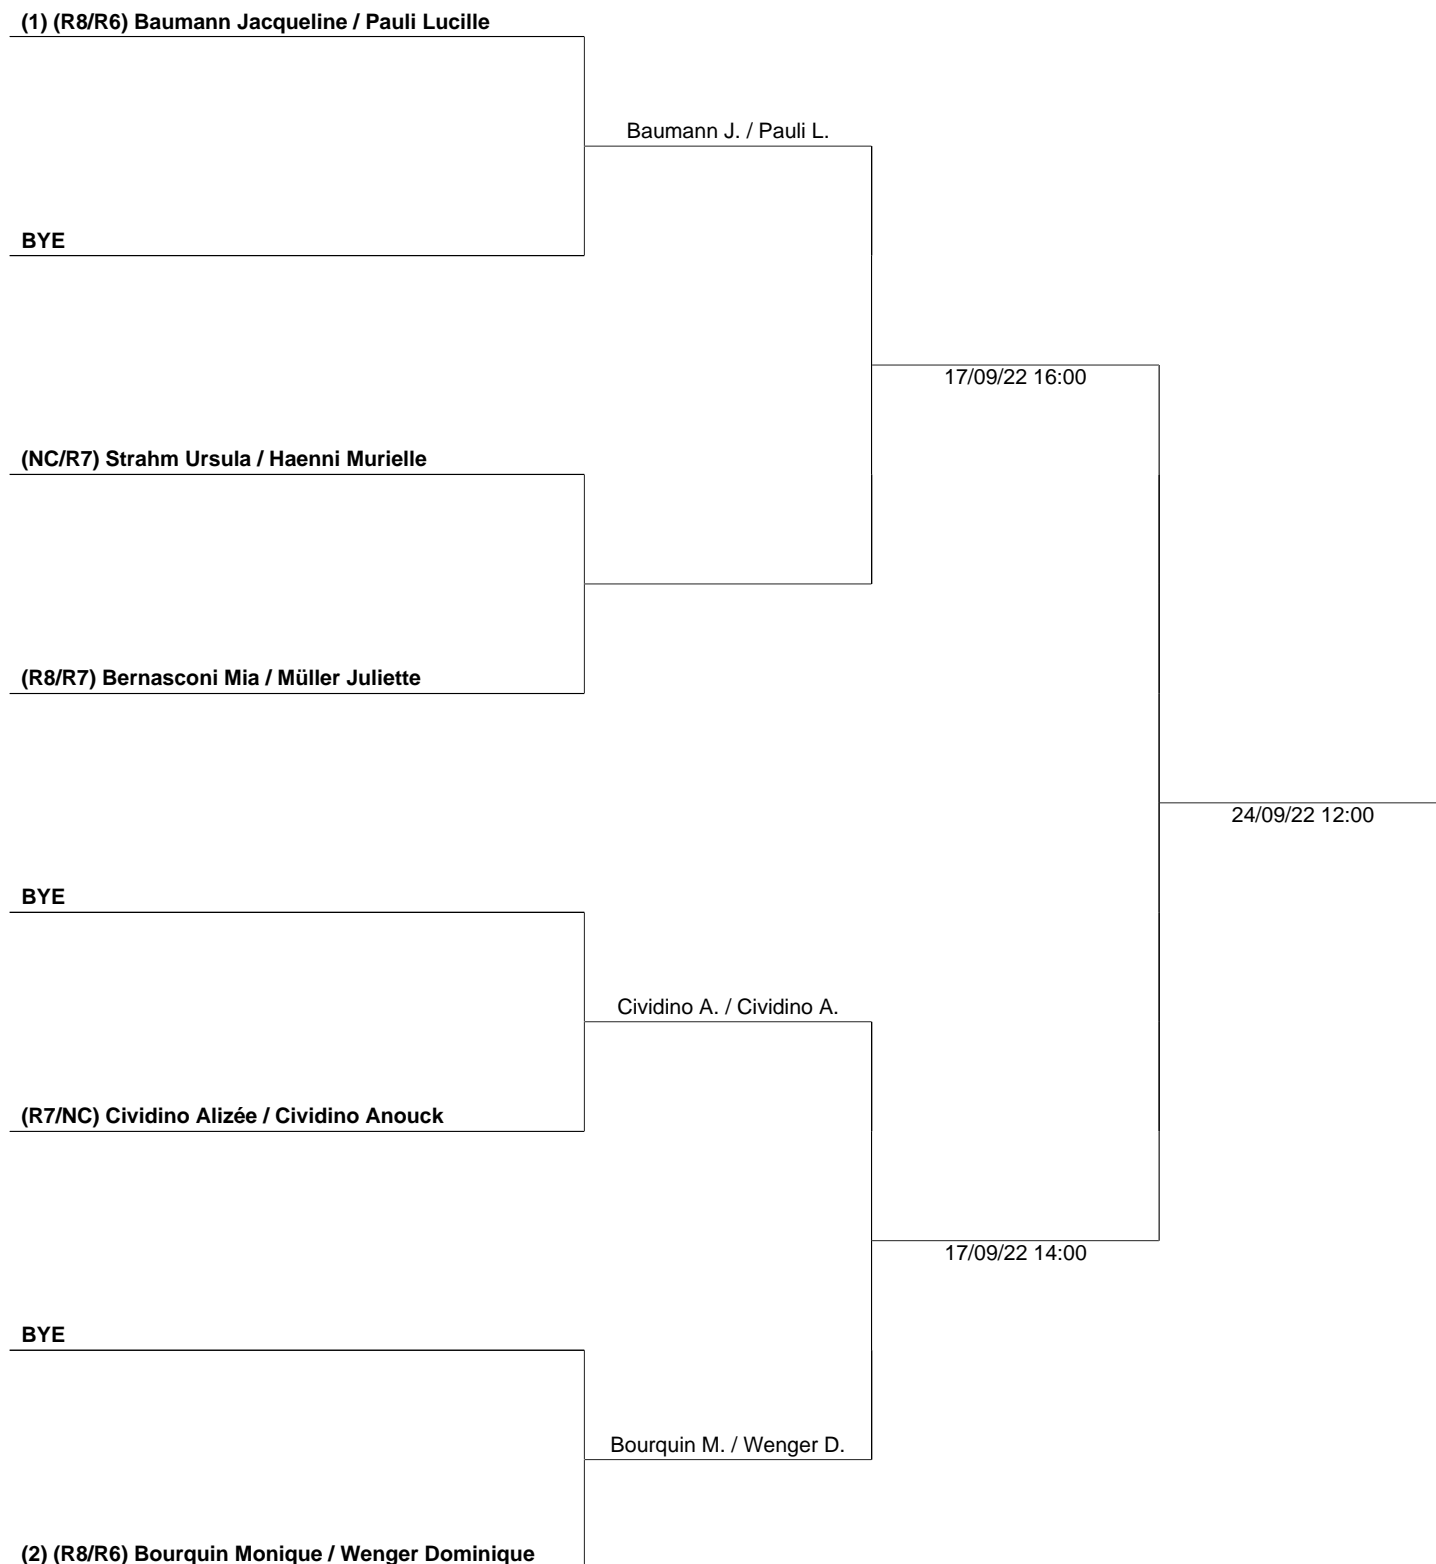 (1) (R8/R6) Baumann Jacqueline / Pauli Lucille
Baumann J. / Pauli L.
BYE
17/09/22 16:00
(NC/R7) Strahm Ursula / Haenni Murielle
(R8/R7) Bernasconi Mia / Müller Juliette
24/09/22 12:00
BYE
Cividino A. / Cividino A.
(R7/NC) Cividino Alizée / Cividino Anouck
17/09/22 14:00
BYE
Bourquin M. / Wenger D.
(2) (R8/R6) Bourquin Monique / Wenger Dominique